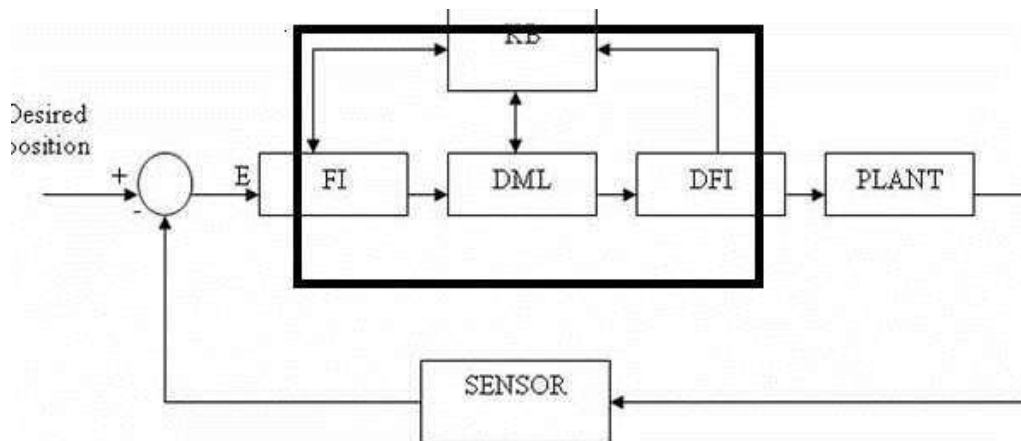 KB
Desired
position
+
E
FI
DML
DFI
PLANT
-
SENSOR